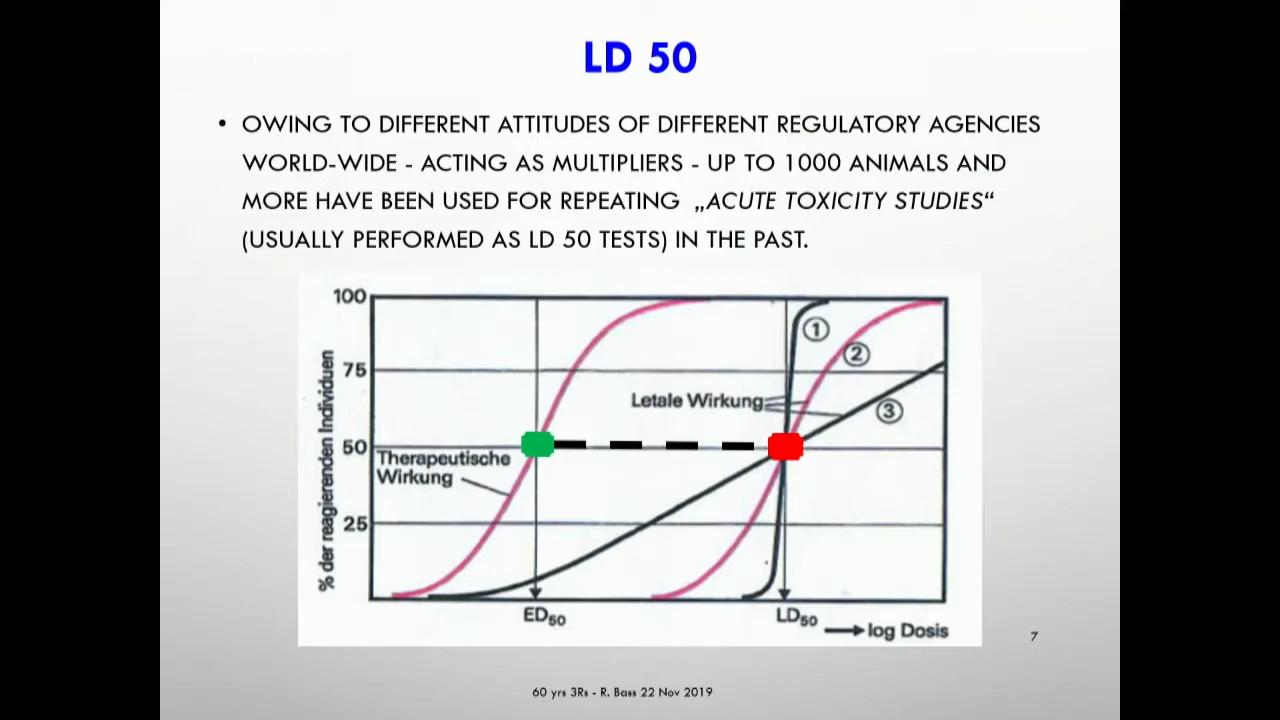 LD 50
• OWING TO DIFFERENT ATTITUDES OF DIFFERENT REGULATORY AGENCIES
WORLD-WIDE - ACTING AS MULTIPLIERS - UP TO 1000 ANIMALS AND
MORE HAVE BEEN USED FOR REPEATING „ACUTE TOXICITY STUDIES“
(USUALLY PERFORMED AS LD 50 TESTS) IN THE PAST.
% der reagierenden Individuen
100
75
50
25
Therapeutische
Wirkung
Letale Wirkung
①
②
③
ED₅₀
LD₅₀
→ log Dosis
7
60 yrs 3Rs - R. Bass 22 Nov 2019